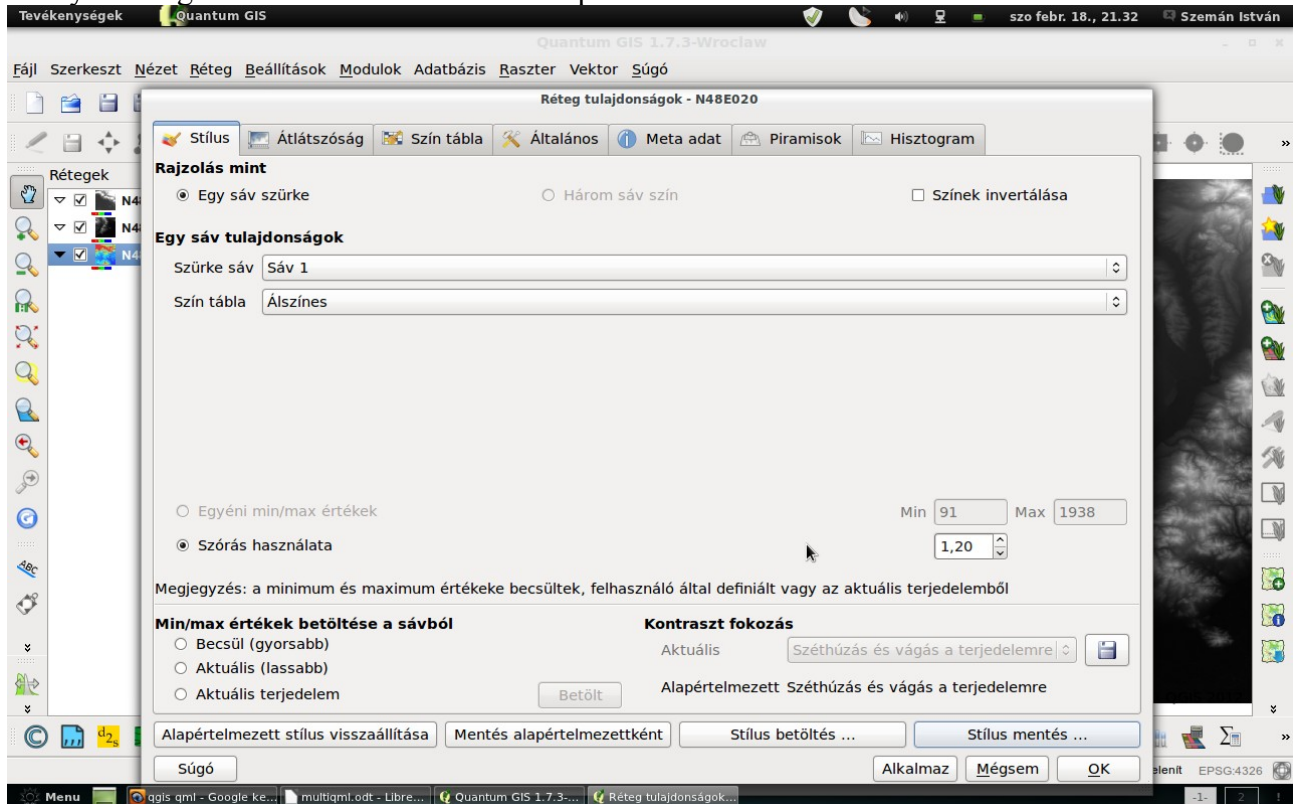 Tevékenységek Quantum GIS szo febr. 18., 21.32 Szemán István
Quantum GIS 1.7.3-Wroclaw
Fájl Szerkeszt Nézet Réteg Beállítások Modulok Adatbázis Raszter Vektor Súgó
Réteg tulajdonságok - N48E020
Stílus Átlátszóság Szín tábla Általános Meta adat Piramisok Hisztogram
Rétegek
Rajzolás mint
Egy sáv szürke Három sáv szín Színek invertálása
Egy sáv tulajdonságok
Szürke sáv Sáv 1
Szín tábla Álszínes
Egyéni min/max értékek Min 91 Max 1938
Szórás használata 1,20
Megjegyzés: a minimum és maximum értékeke becsültek, felhasználó által definiált vagy az aktuális terjedelemből
Min/max értékek betöltése a sávból Kontraszt fokozás
Becsül (gyorsabb) Aktuális Széthúzás és vágás a terjedelemre
Aktuális (lassabb)
Aktuális terjedelem Betölt Alapértelmezett Széthúzás és vágás a terjedelemre
Alapértelmezett stílus visszaállítása Mentés alapértelmezettként Stílus betöltés ... Stílus mentés ...
Súgó Alkalmaz Mégsem OK
EPSG:4326
Menu qgis qml - Google ke... multiqml.odt - Libre... Quantum GIS 1.7.3-... Réteg tulajdonságok...
-1- 2 !